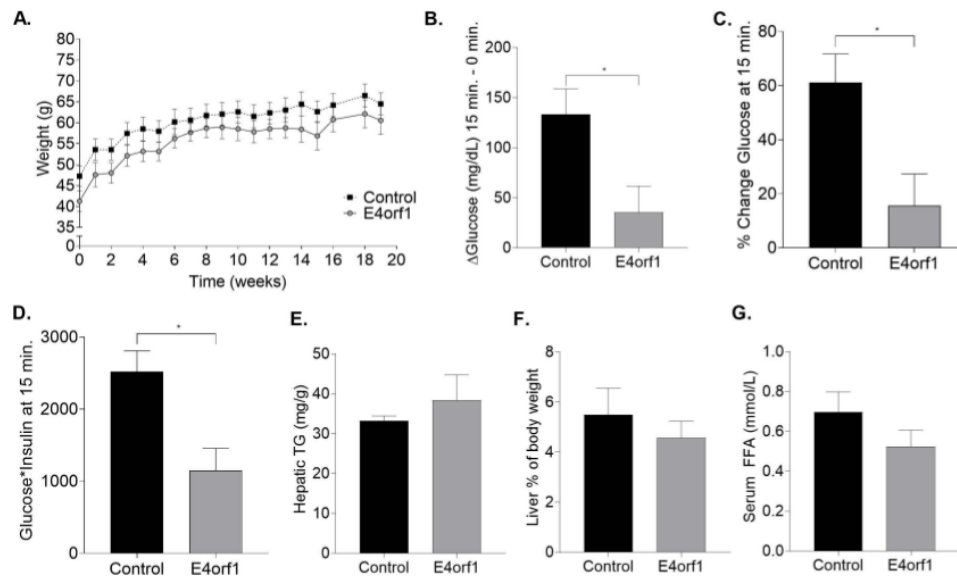 A.
Weight (g)
80
75
70
65
60
55
50
45
40
35
0
0 2 4 6 8 10 12 14 16 18 20
Time (weeks)
Control
E4orf1
B.
ΔGlucose (mg/dL) 15 min. - 0 min.
200
150
100
50
0
*
Control E4orf1
C.
% Change Glucose at 15 min.
80
60
40
20
0
*
Control E4orf1
D.
Glucose*Insulin at 15 min.
3000
2000
1000
0
*
Control E4orf1
E.
Hepatic TG (mg/g)
50
40
30
20
10
0
Control E4orf1
F.
Liver % of body weight
8
6
4
2
0
Control E4orf1
G.
Serum FFA (mmol/L)
1.0
0.8
0.6
0.4
0.2
0.0
Control E4orf1